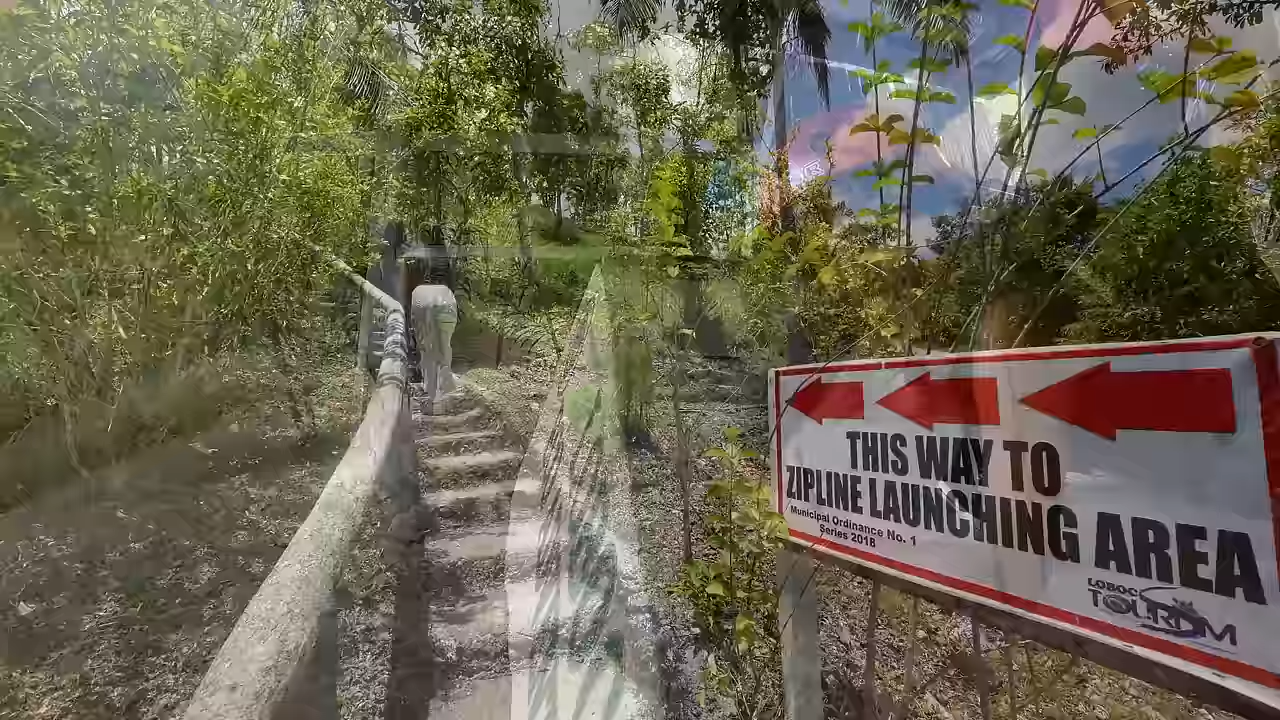 THIS WAY TO
ZIPLINE LAUNCHING AREA
Municipal Ordinance No. 1
Series 2018
LOBOC
TOURISM